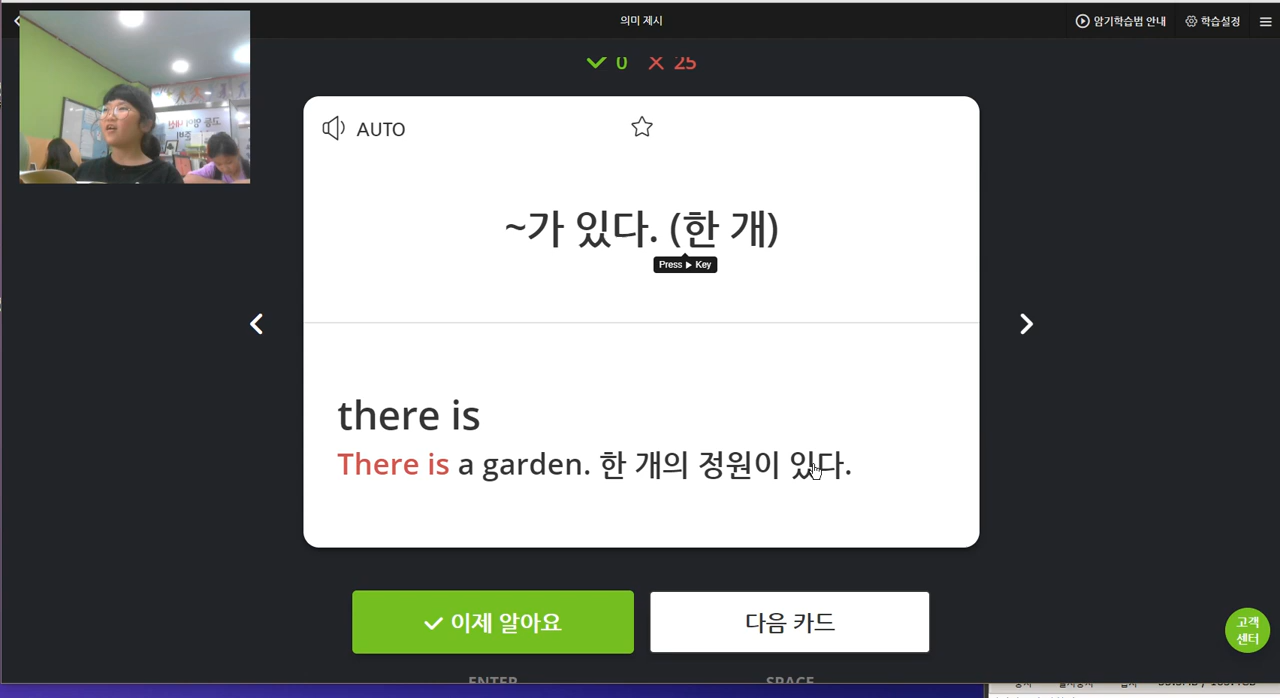 의미 제시
암기학습법 안내
학습설정
0 25
AUTO
~가 있다. (한 개)
Press ▶ Key
there is
There is a garden. 한 개의 정원이 있다.
이제 알아요
다음 카드
고객
센터
ENTER
SPACE